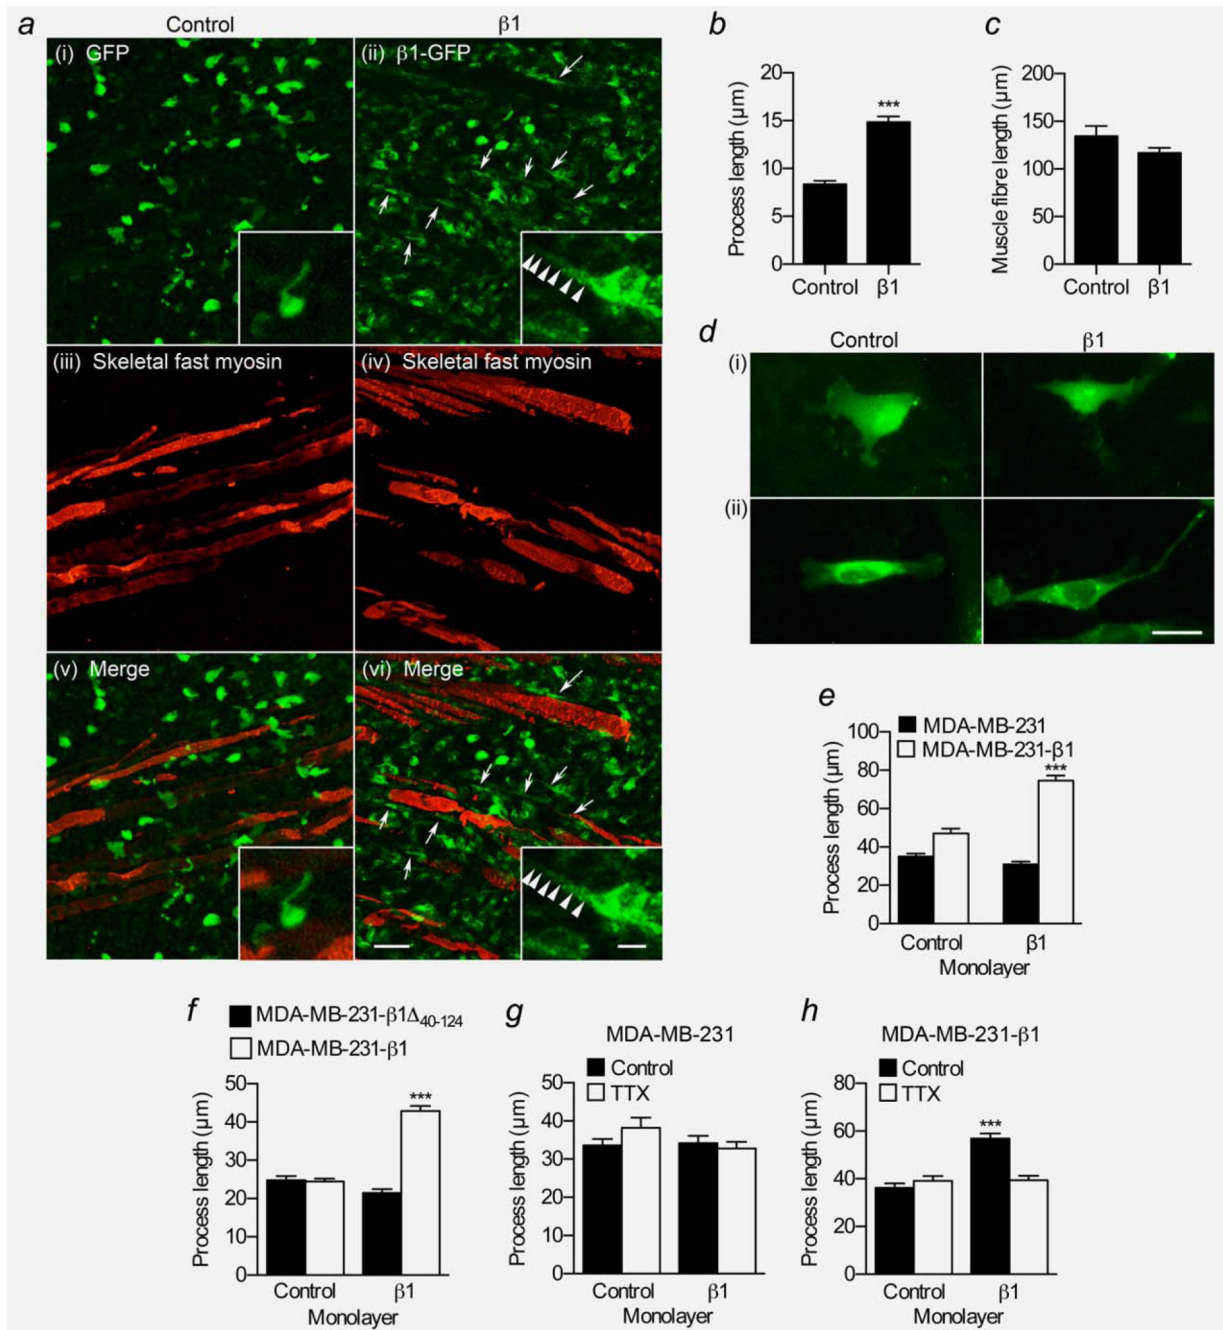 a
Control
β1
(i) GFP
(ii) β1-GFP
(iii) Skeletal fast myosin
(iv) Skeletal fast myosin
(v) Merge
(vi) Merge
b
Process length (µm)
20
15
10
5
0
***
Control
β1
c
Muscle fibre length (µm)
200
150
100
50
0
Control
β1
d
Control
β1
(i)
(ii)
e
MDA-MB-231
MDA-MB-231-β1
Process length (µm)
100
80
60
40
20
0
***
Control
β1
Monolayer
f
MDA-MB-231-β1Δ40-124
MDA-MB-231-β1
Process length (µm)
50
40
30
20
10
0
***
Control
β1
Monolayer
g
MDA-MB-231
Control
TTX
Process length (µm)
50
40
30
20
10
0
Control
β1
Monolayer
h
MDA-MB-231-β1
Control
TTX
Process length (µm)
80
60
40
20
0
***
Control
β1
Monolayer